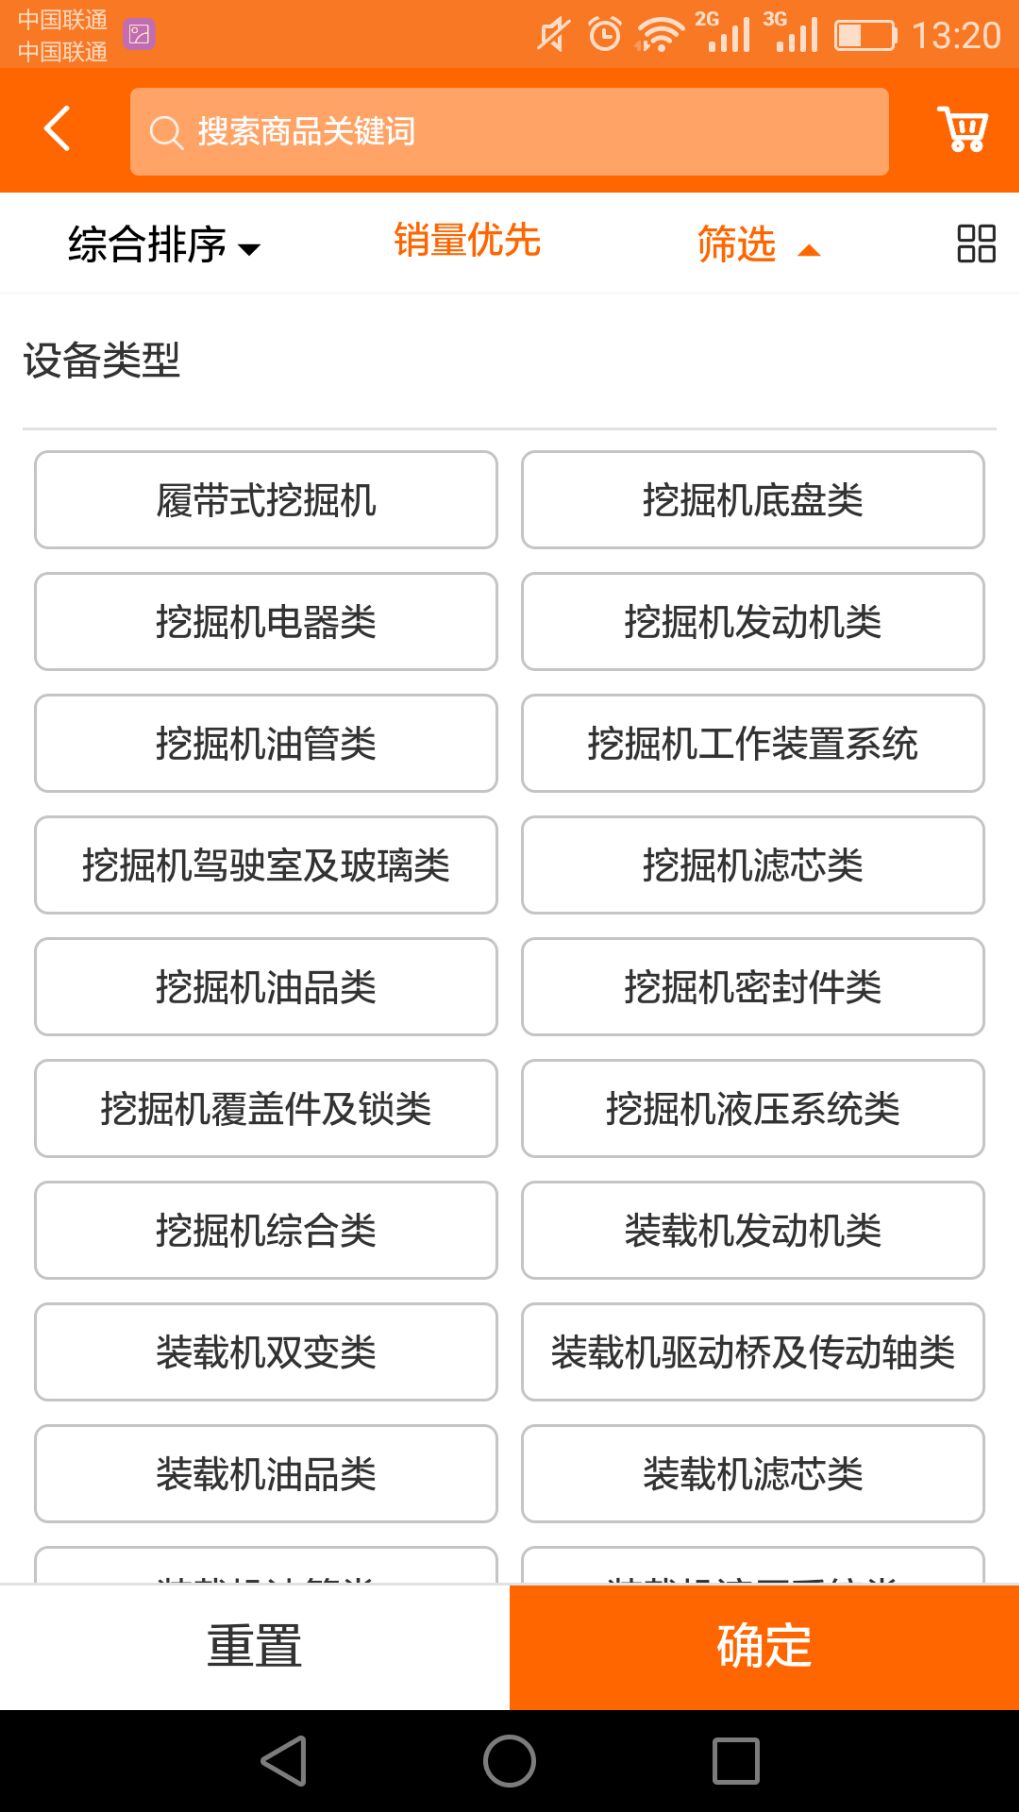 中国联通
中国联通
2G 3G 13:20
搜索商品关键词
综合排序 销量优先 筛选
设备类型
履带式挖掘机 挖掘机底盘类
挖掘机电器类 挖掘机发动机类
挖掘机油管类 挖掘机工作装置系统
挖掘机驾驶室及玻璃类 挖掘机滤芯类
挖掘机油品类 挖掘机密封件类
挖掘机覆盖件及锁类 挖掘机液压系统类
挖掘机综合类 装载机发动机类
装载机双变类 装载机驱动桥及传动轴类
装载机油品类 装载机滤芯类
重置 确定